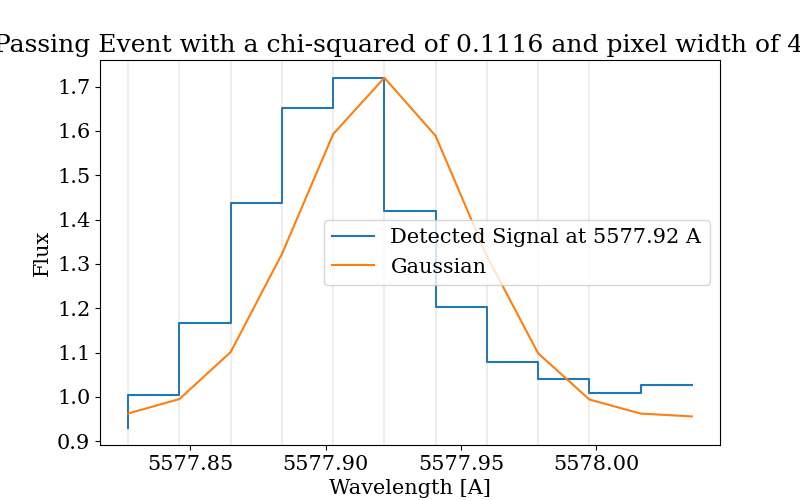 Passing Event with a chi-squared of 0.1116 and pixel width of 4
1.7
1.6
1.5
1.4
1.3
1.2
1.1
1.0
0.9
Flux
Detected Signal at 5577.92 A
Gaussian
5577.85 5577.90 5577.95 5578.00
Wavelength [A]